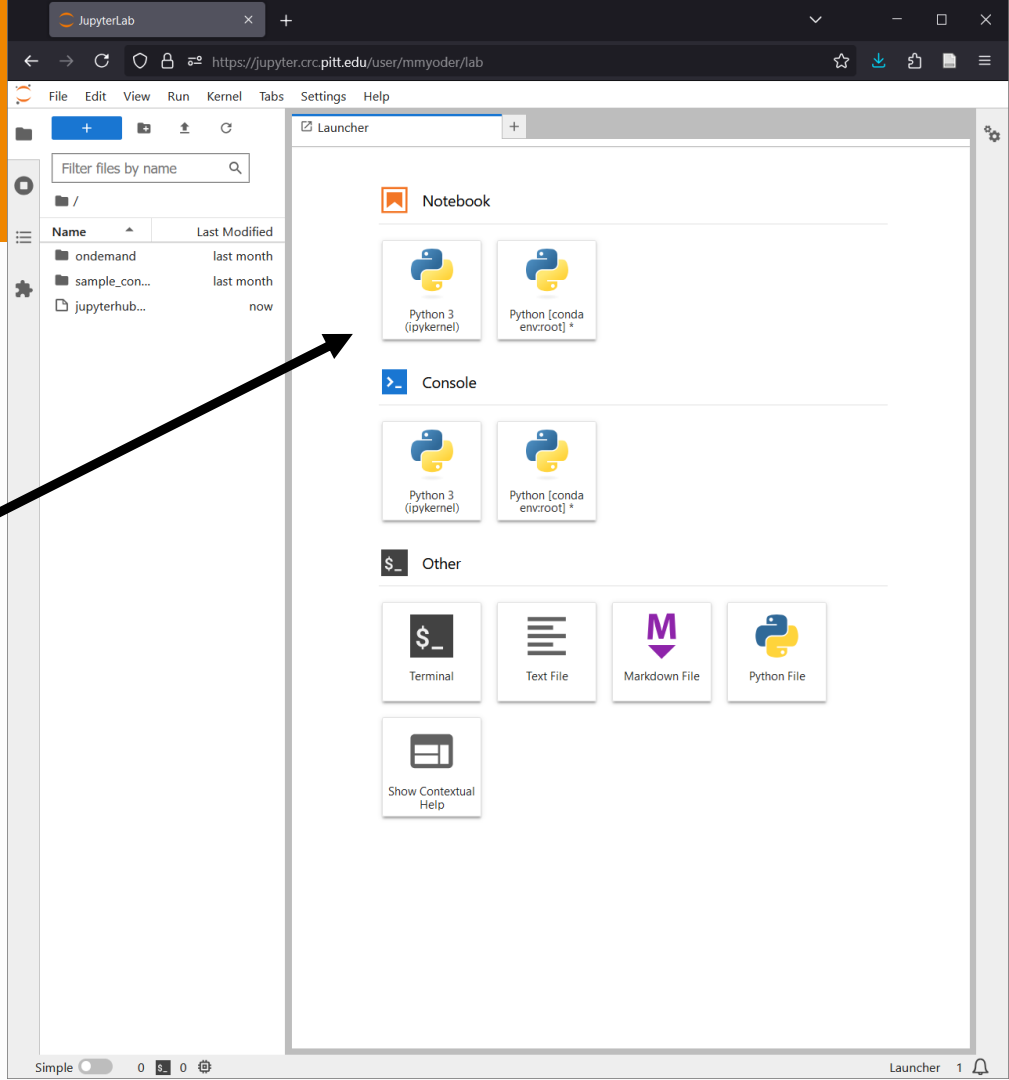 JupyterLab
https://jupyter.crc.pitt.edu/user/mmyoder/lab
File Edit View Run Kernel Tabs Settings Help
+
Launcher
+
Filter files by name
/
Name Last Modified
ondemand last month
sample_con... last month
jupyterhub... now
Notebook
Python 3
(ipykernel)
Python [conda
env:root] *
Console
Python 3
(ipykernel)
Python [conda
env:root] *
$_ Other
$_
Terminal
Text File
M
Markdown File
Python File
Show Contextual
Help
Simple 0 $_ 0 Launcher 1